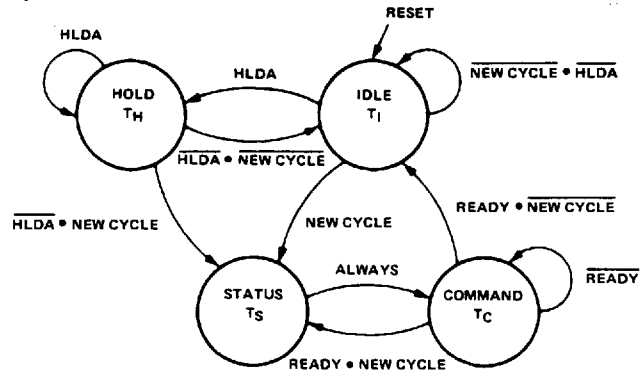 RESET
HLDA
HLDA
NEW CYCLE • HLDA
HOLD
TH
IDLE
TI
HLDA • NEW CYCLE
HLDA • NEW CYCLE
NEW CYCLE
READY • NEW CYCLE
ALWAYS
STATUS
TS
COMMAND
TC
READY
READY • NEW CYCLE